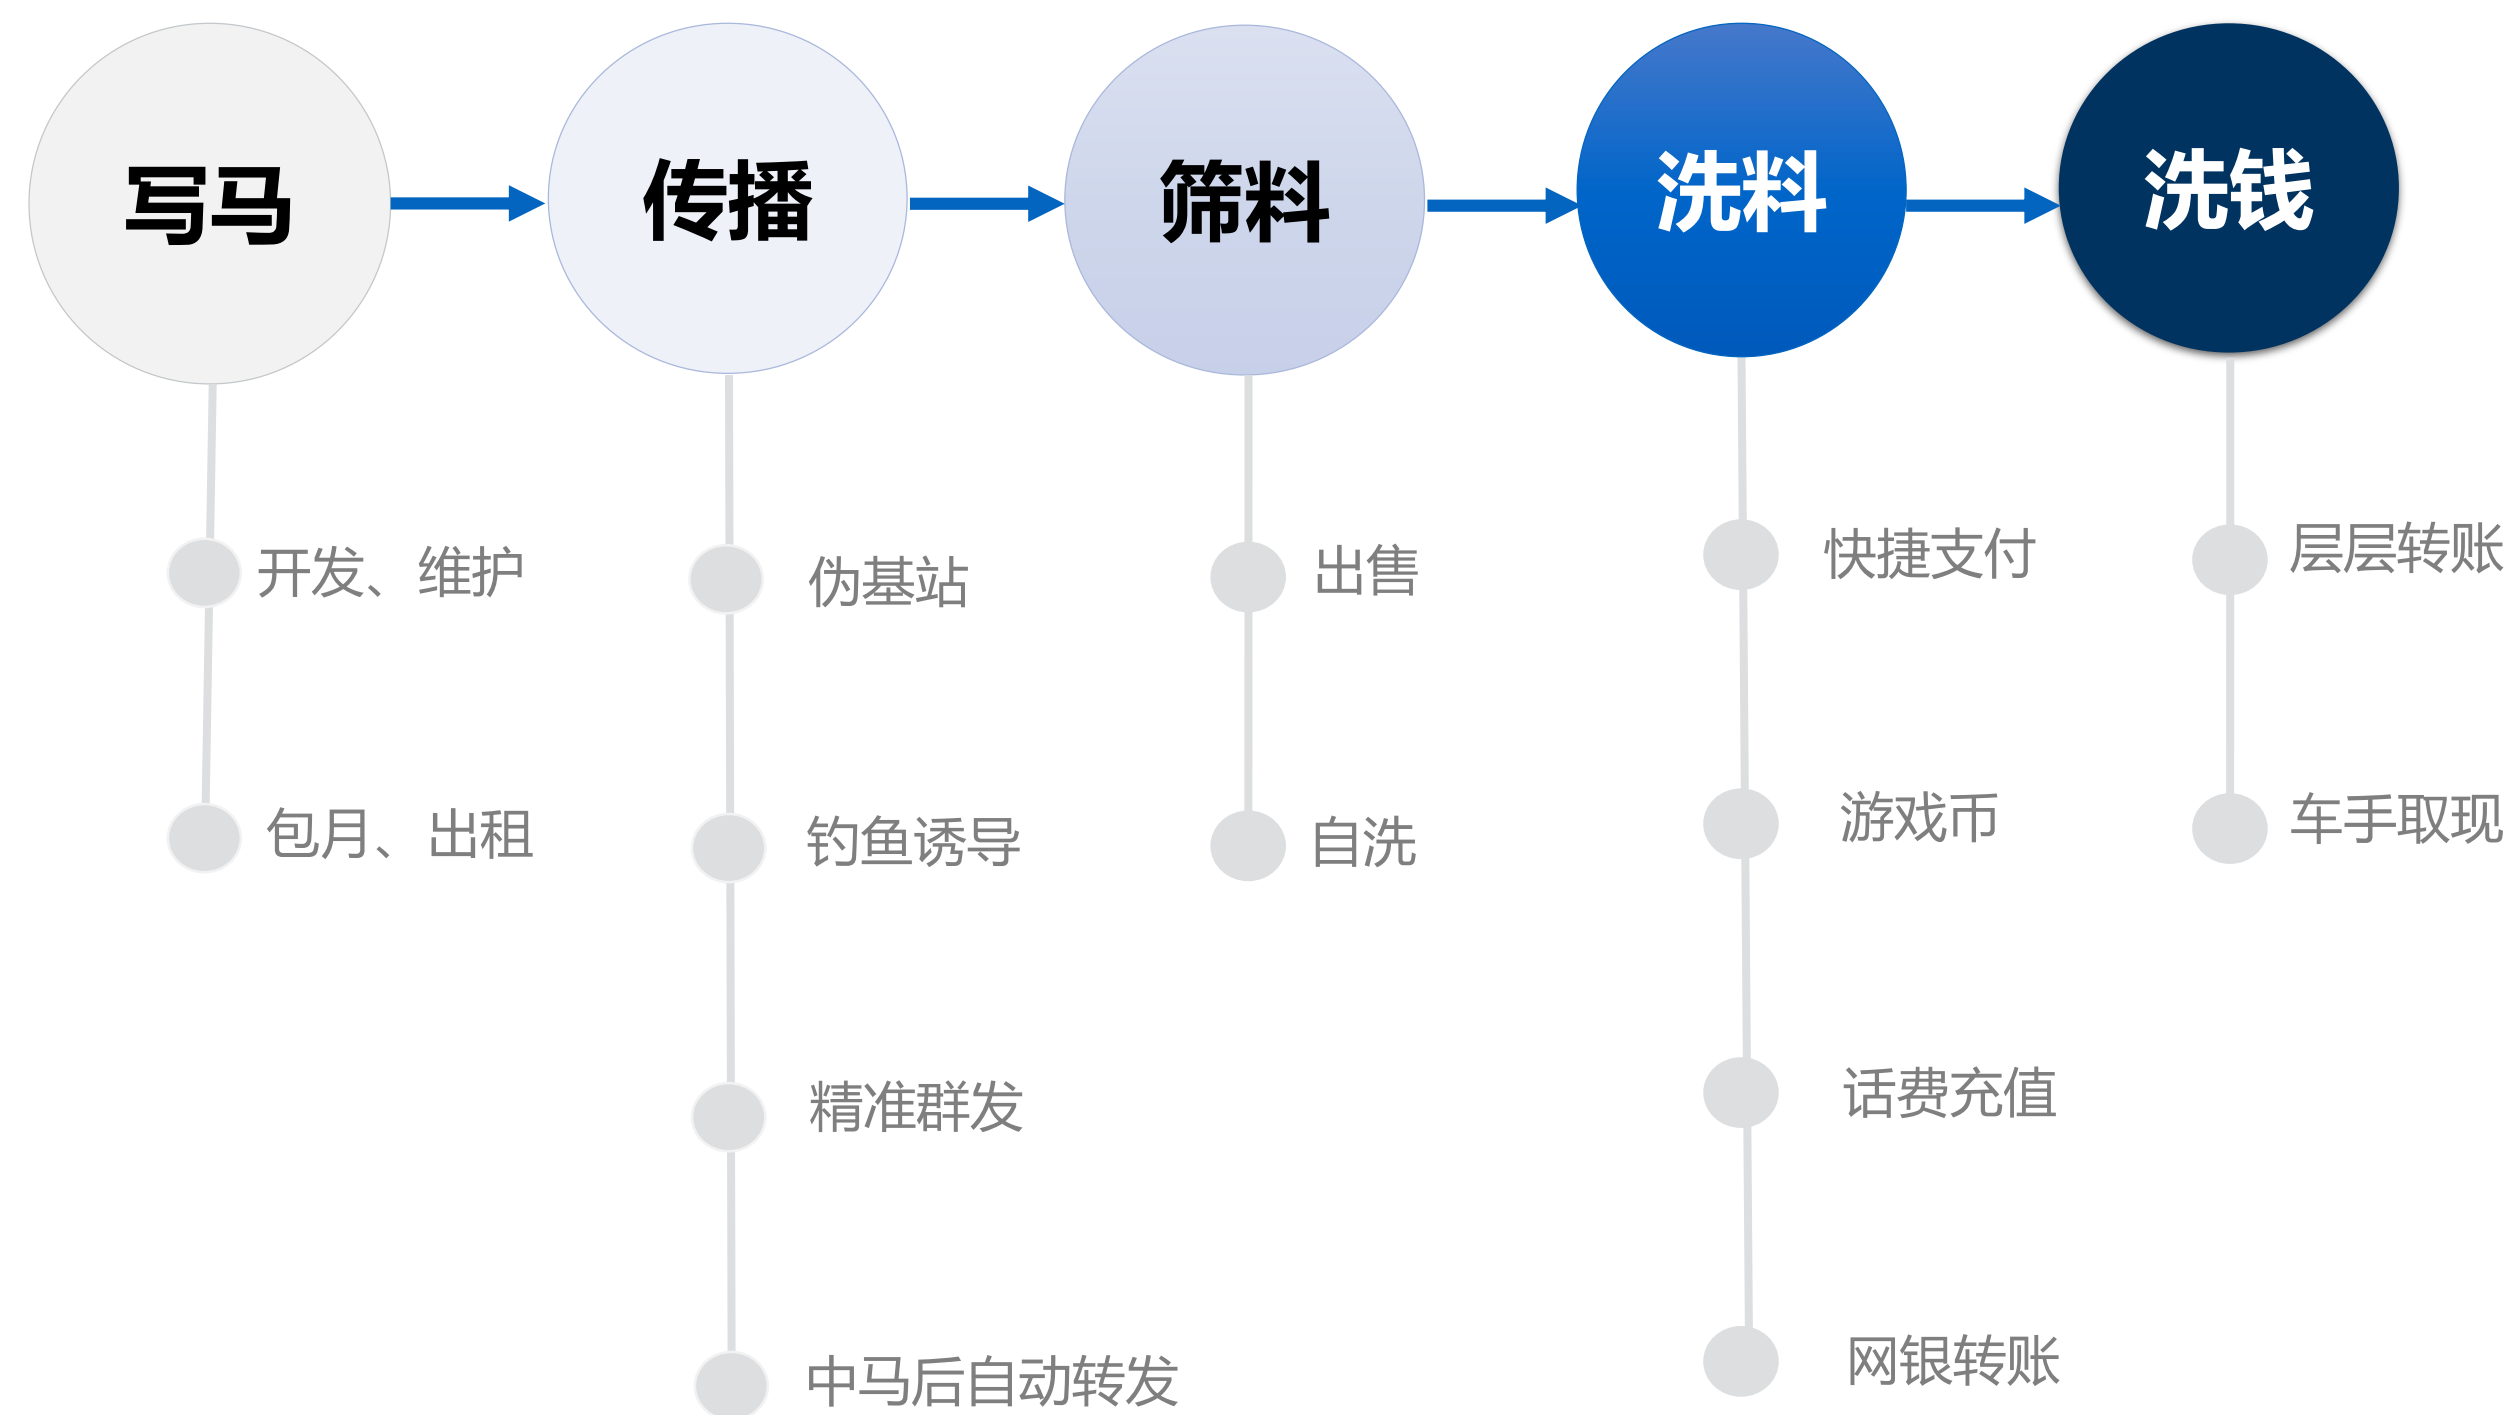 写马
传播
筛料
洗料
洗钱
开发、维护
包月、出租
伪基站
钓鱼语号
精准群发
中马后自动转发
出售
自洗
快捷支付
游戏币
话费充值
网银转账
层层转账
车手取现